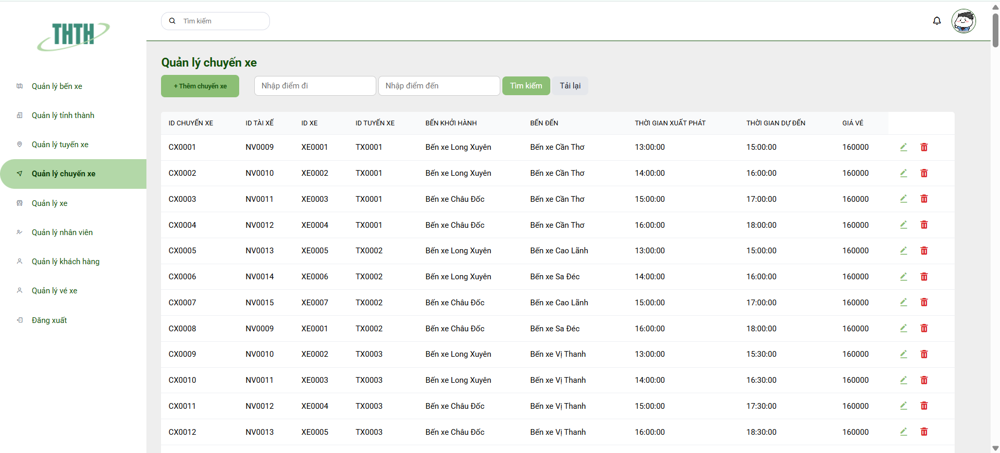 THTH
Tìm kiếm
Quản lý bến xe
Quản lý tỉnh thành
Quản lý tuyến xe
Quản lý chuyến xe
Quản lý xe
Quản lý nhân viên
Quản lý khách hàng
Quản lý vé xe
Đăng xuất
Quản lý chuyến xe
+ Thêm chuyến xe Nhập điểm đi Nhập điểm đến Tìm kiếm Tải lại
ID CHUYẾN XE ID TÀI XẾ ID XE ID TUYẾN XE BẾN KHỞI HÀNH BẾN ĐẾN THỜI GIAN XUẤT PHÁT THỜI GIAN DỰ ĐẾN GIÁ VÉ
CX0001 NV0009 XE0001 TX0001 Bến xe Long Xuyên Bến xe Cần Thơ 13:00:00 15:00:00 160000
CX0002 NV0010 XE0002 TX0001 Bến xe Long Xuyên Bến xe Cần Thơ 14:00:00 16:00:00 160000
CX0003 NV0011 XE0003 TX0001 Bến xe Châu Đốc Bến xe Cần Thơ 15:00:00 17:00:00 160000
CX0004 NV0012 XE0004 TX0001 Bến xe Châu Đốc Bến xe Cần Thơ 16:00:00 18:00:00 160000
CX0005 NV0013 XE0005 TX0002 Bến xe Long Xuyên Bến xe Cao Lãnh 13:00:00 15:00:00 160000
CX0006 NV0014 XE0006 TX0002 Bến xe Long Xuyên Bến xe Sa Đéc 14:00:00 16:00:00 160000
CX0007 NV0015 XE0007 TX0002 Bến xe Châu Đốc Bến xe Cao Lãnh 15:00:00 17:00:00 160000
CX0008 NV0009 XE0001 TX0002 Bến xe Châu Đốc Bến xe Sa Đéc 16:00:00 18:00:00 160000
CX0009 NV0010 XE0002 TX0003 Bến xe Long Xuyên Bến xe Vị Thanh 13:00:00 15:30:00 160000
CX0010 NV0011 XE0003 TX0003 Bến xe Long Xuyên Bến xe Vị Thanh 14:00:00 16:30:00 160000
CX0011 NV0012 XE0004 TX0003 Bến xe Châu Đốc Bến xe Vị Thanh 15:00:00 17:30:00 160000
CX0012 NV0013 XE0005 TX0003 Bến xe Châu Đốc Bến xe Vị Thanh 16:00:00 18:30:00 160000